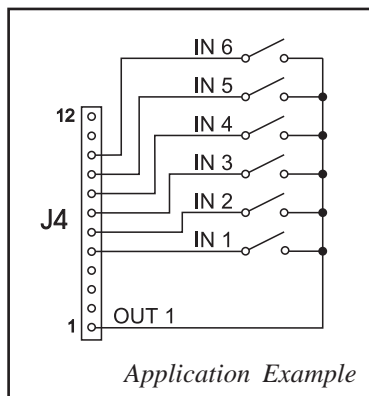 IN 6
IN 5
12
IN 4
IN 3
J4
IN 2
IN 1
1
OUT 1
Application Example